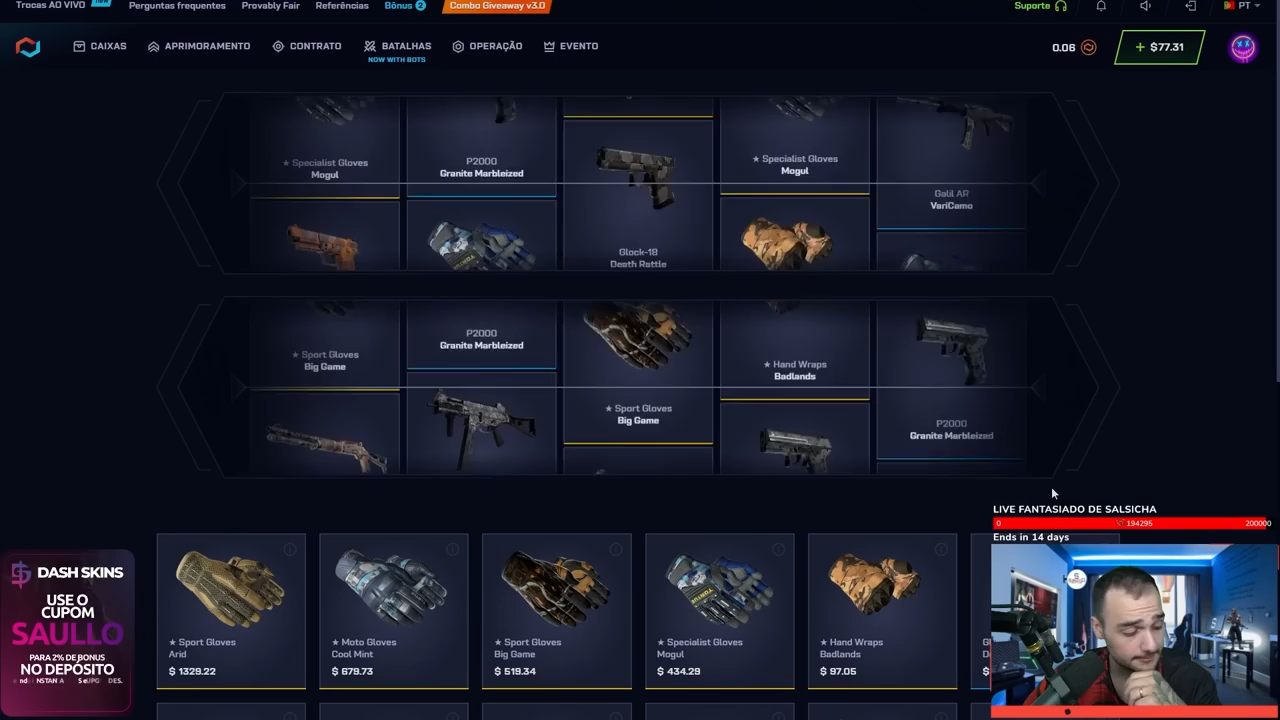 Trocas AO VIVO
Perguntas frequentes
Provably Fair
Referências
Bônus 2
Combo Giveaway v3.0
Suporte
PT
CAIXAS
APRIMORAMENTO
CONTRATO
BATALHAS
NOW WITH BOTS
OPERAÇÃO
EVENTO
0.06
+ $77.31
★ Specialist Gloves
Mogul
P2000
Granite Marbleized
Glock-18
Death Rattle
★ Specialist Gloves
Mogul
Galil AR
VariCamo
★ Sport Gloves
Big Game
P2000
Granite Marbleized
★ Sport Gloves
Big Game
★ Hand Wraps
Badlands
P2000
Granite Marbleized
★ Sport Gloves
Arid
$ 1329.22
★ Moto Gloves
Cool Mint
$ 679.73
★ Sport Gloves
Big Game
$ 519.34
★ Specialist Gloves
Mogul
$ 434.29
★ Hand Wraps
Badlands
$ 97.05
LIVE FANTASIADO DE SALSICHA
0 194295 200000
Ends in 14 days
DASH SKINS
USE O
CUPOM
SAULLO
PARA 2% DE BONUS
NO DEPÓSITO